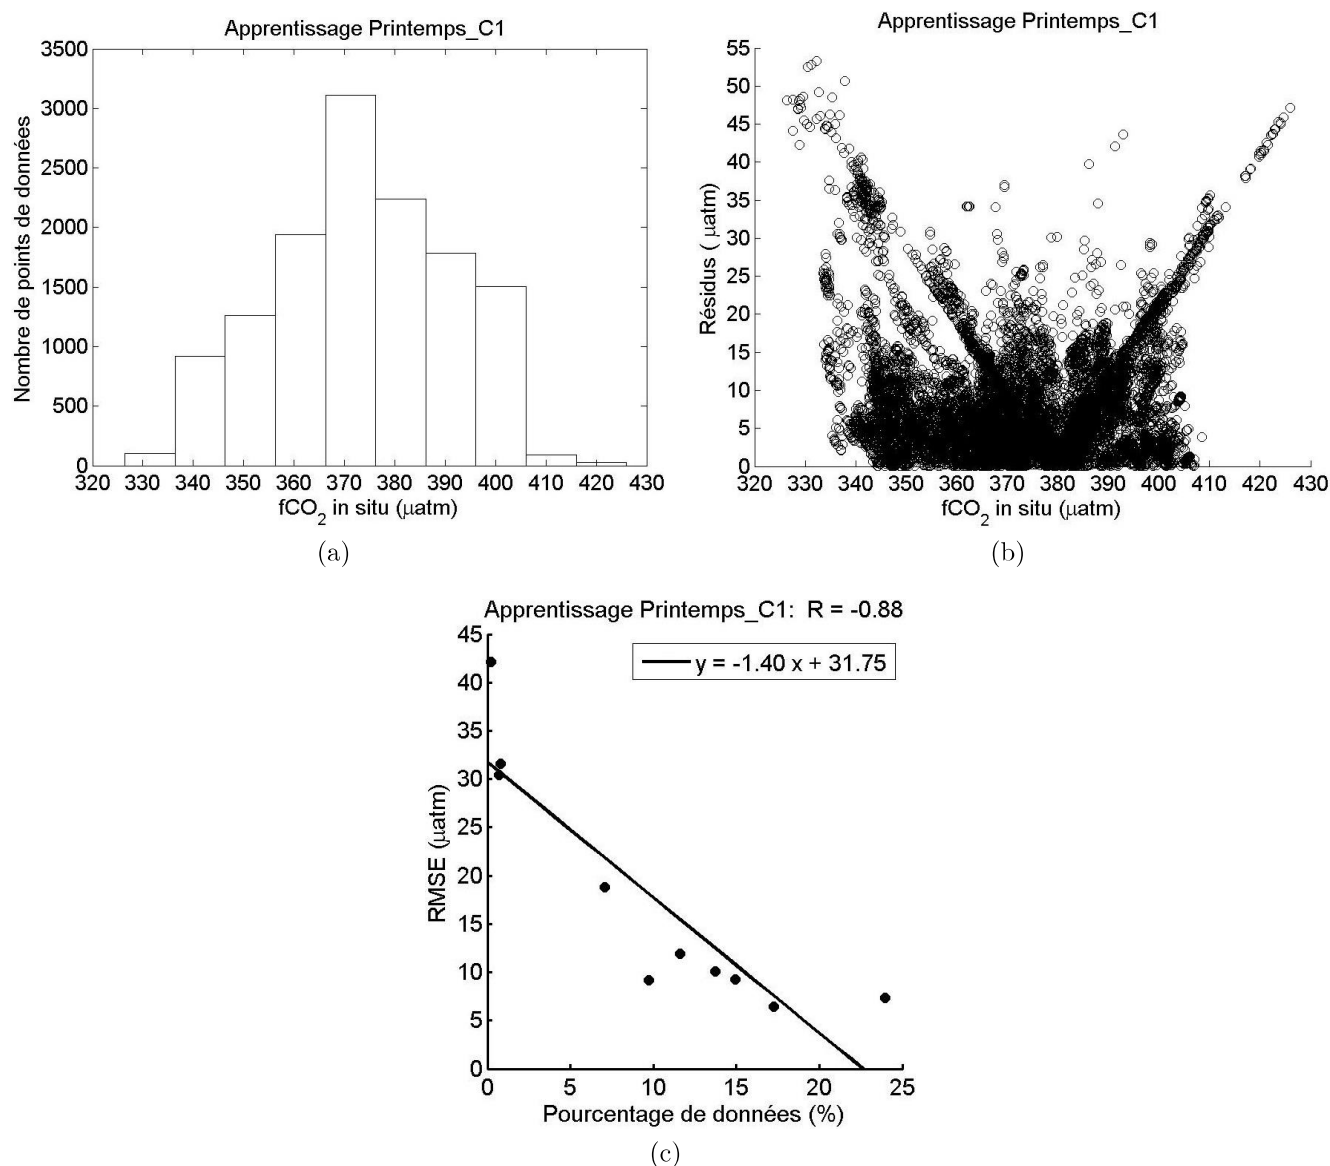 Apprentissage Printemps_C1
3500
3000
2500
2000
1500
1000
500
0
Nombre de points de données
320 330 340 350 360 370 380 390 400 410 420 430
fCO2 in situ (μatm)
(a)
Apprentissage Printemps_C1
55
50
45
40
35
30
25
20
15
10
5
0
Résidus ( μatm)
320 330 340 350 360 370 380 390 400 410 420 430
fCO2 in situ (μatm)
(b)
Apprentissage Printemps_C1: R = -0.88
y = -1.40 x + 31.75
45
40
35
30
25
20
15
10
5
0
RMSE (μatm)
0 5 10 15 20 25
Pourcentage de données (%)
(c)